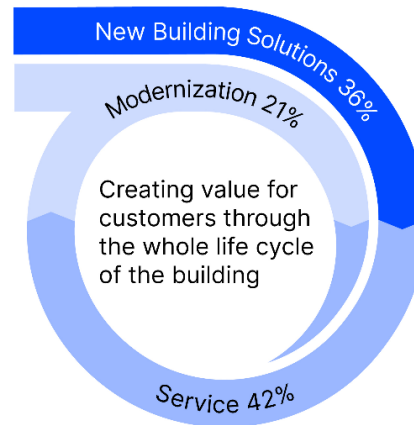 New Building Solutions 36%
Modernization 21%
Creating value for
customers through
the whole life cycle
of the building
Service 42%